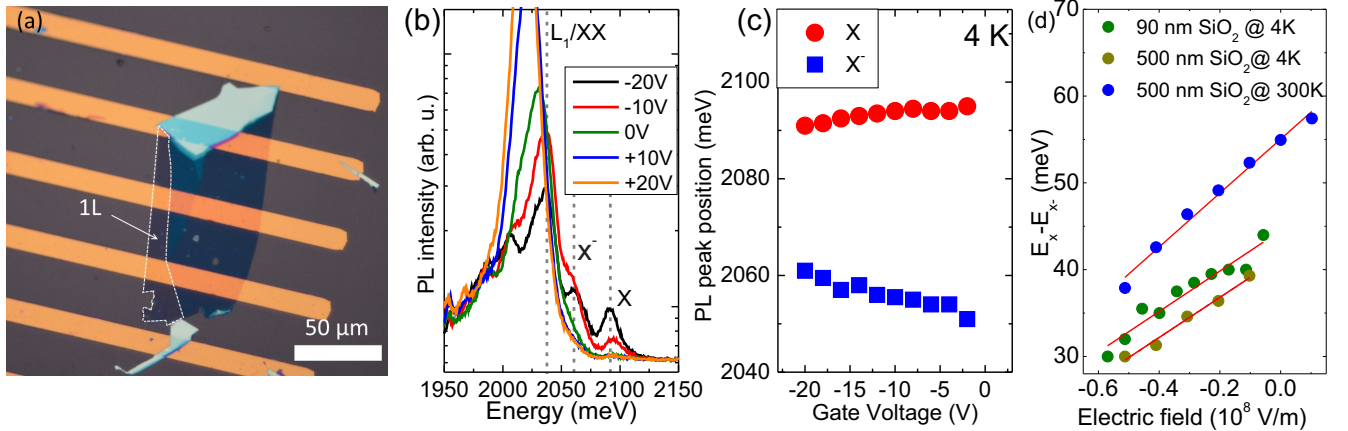 (a)
1L
50 µm
(b)
L₁/XX
-20V
-10V
0V
+10V
+20V
X⁻
X
PL intensity (arb. u.)
1950 2000 2050 2100 2150
Energy (meV)
(c)
X
X⁻
4 K
PL peak position (meV)
2100
2080
2060
2040
-20 -15 -10 -5 0
Gate Voltage (V)
(d)
90 nm SiO₂ @ 4K
500 nm SiO₂ @ 4K
500 nm SiO₂@ 300K
Eₓ-Eₓ₋ (meV)
60
50
40
30
-0.6 -0.4 -0.2 0.0
Electric field (10⁸ V/m)